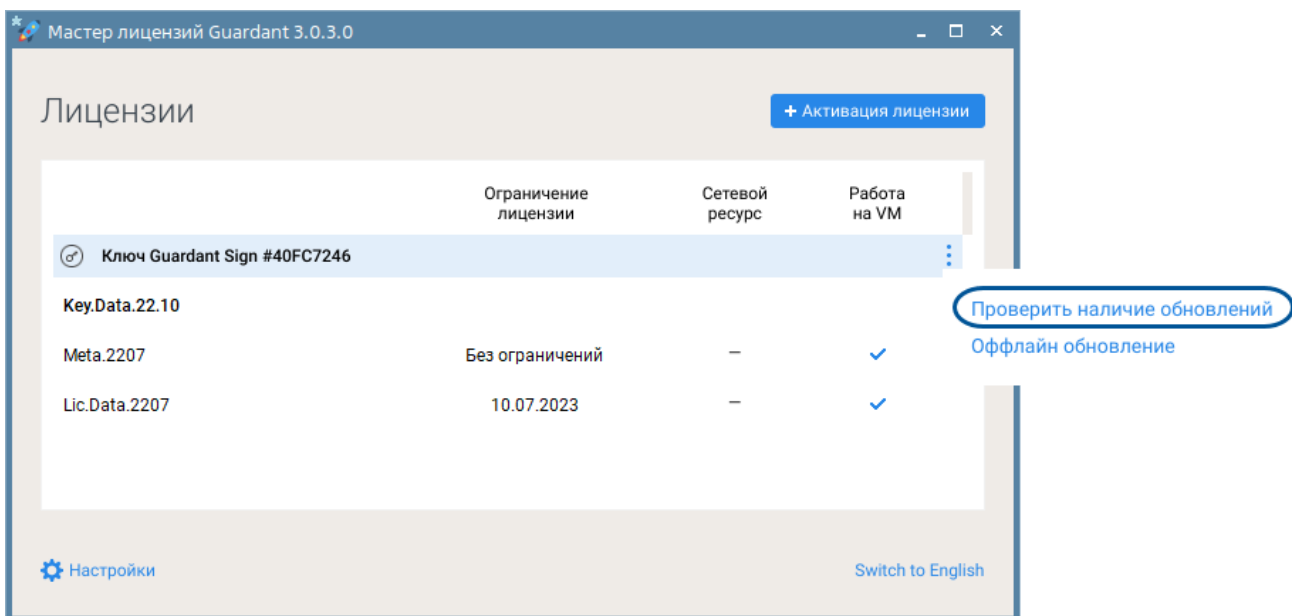 Мастер лицензий Guardant 3.0.3.0
Лицензии
+ Активация лицензии
Ограничение лицензии
Сетевой ресурс
Работа на VM
Ключ Guardant Sign #40FC7246
Key.Data.22.10
Проверить наличие обновлений
Оффлайн обновление
Meta.2207 Без ограничений –
Lic.Data.2207 10.07.2023 –
Настройки
Switch to English